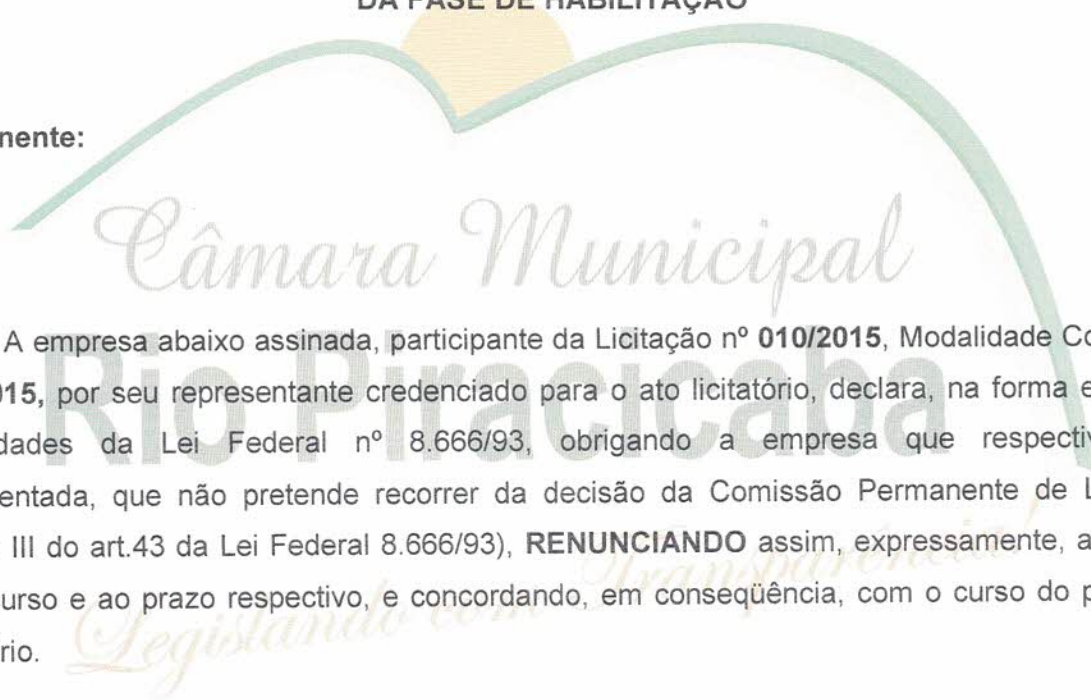 DA FASE DE HABILITAÇÃO
nente:
Câmara Municipal
Rio Piracicaba
A empresa abaixo assinada, participante da Licitação nº 010/2015, Modalidade Co
015, por seu representante credenciado para o ato licitatório, declara, na forma e
dades da Lei Federal nº 8.666/93, obrigando a empresa que respectiv
entada, que não pretende recorrer da decisão da Comissão Permanente de L
III do art.43 da Lei Federal 8.666/93), RENUNCIANDO assim, expressamente, a
urso e ao prazo respectivo, e concordando, em conseqüência, com o curso do p
rio.
Legislando com Transparência!